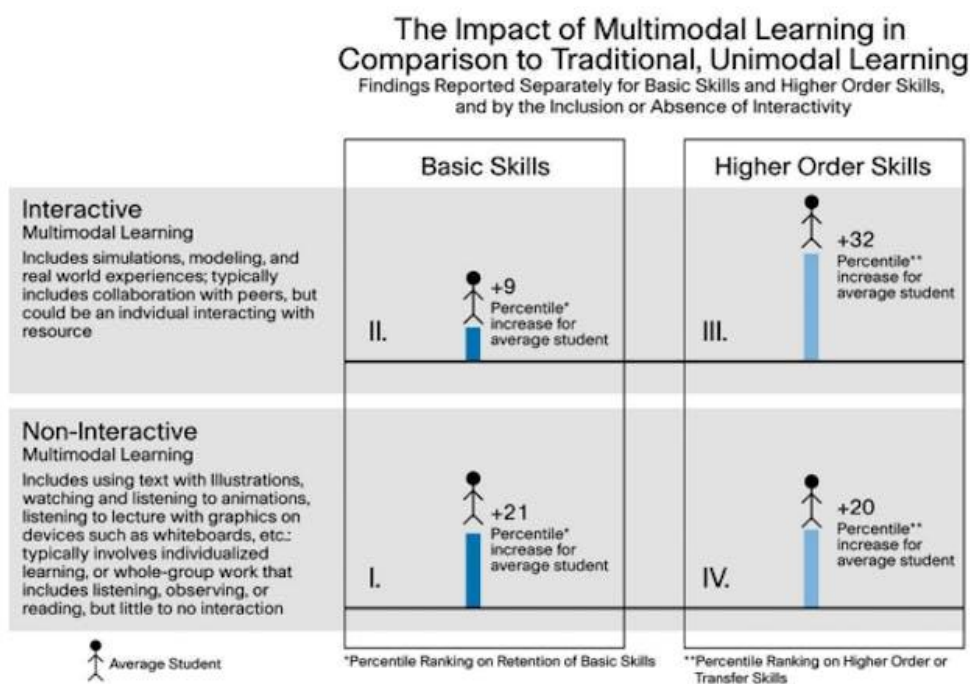 The Impact of Multimodal Learning in
Comparison to Traditional, Unimodal Learning
Findings Reported Separately for Basic Skills and Higher Order Skills,
and by the Inclusion or Absence of Interactivity
Basic Skills
Higher Order Skills
Interactive
Multimodal Learning
Includes simulations, modeling, and
real world experiences; typically
includes collaboration with peers, but
could be an indvidual interacting with
resource
II.
+9
Percentile*
increase for
average student
III.
+32
Percentile**
increase for
average student
Non-Interactive
Multimodal Learning
Includes using text with Illustrations,
watching and listening to animations,
listening to lecture with graphics on
devices such as whiteboards, etc.:
typically involves individualized
learning, or whole-group work that
includes listening, observing, or
reading, but little to no interaction
I.
+21
Percentile*
increase for
average student
IV.
+20
Percentile**
increase for
average student
Average Student
*Percentile Ranking on Retention of Basic Skills
**Percentile Ranking on Higher Order or
Transfer Skills